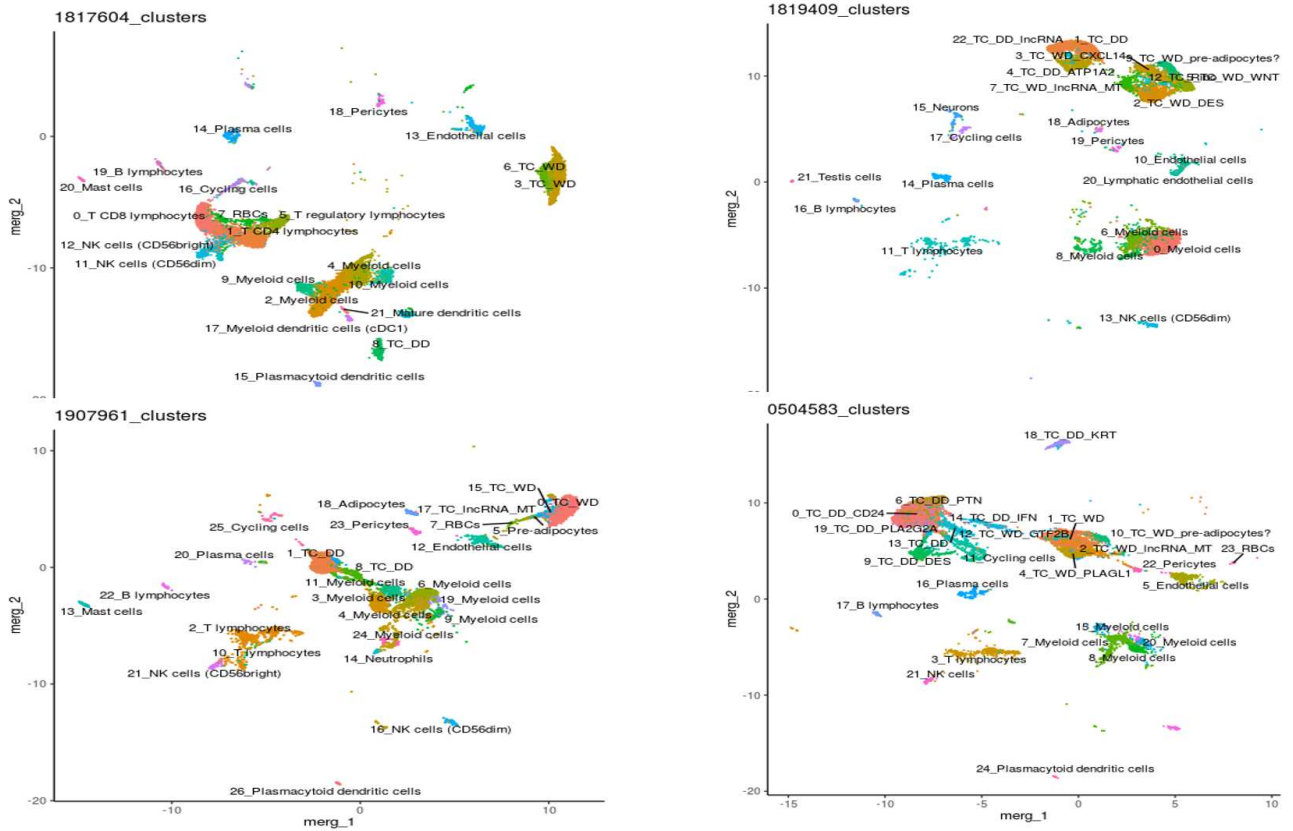 1817604_clusters
18_Pericytes
14_Plasma cells
13_Endothelial cells
0
19_B lymphocytes
6_TC_WD
20_Mast cells
16_Cycling cells
3_TC_WD
0_T CD8 lymphocytes
7_RBCs
5_T regulatory lymphocytes
1_T CD4 lymphocytes
12_NK cells (CD56bright)
11_NK cells (CD56dim)
4_Myeloid cells
-10
9_Myeloid cells
10_Myeloid cells
2_Myeloid cells
21_Mature dendritic cells
17_Myeloid dendritic cells (cDC1)
8_TC_DD
15_Plasmacytoid dendritic cells
merg_2
1819409_clusters
22_TC_DD_lncRNA
1_TC_DD
3_TC_WD_CXCL14
9_TC_WD_pre-adipocytes?
10
4_TC_DD_ATP1A2
7_TC_WD_lncRNA_MT
2_TC_WD_DES
15_Neurons
18_Adipocytes
17_Cycling cells
19_Pericytes
10_Endothelial cells
21_Testis cells
14_Plasma cells
20_Lymphatic endothelial cells
0
16_B lymphocytes
6_Myeloid cells
11_T lymphocytes
0_Myeloid cells
8_Myeloid cells
-10
13_NK cells (CD56dim)
merg_2
1907961_clusters
10
15_TC_WD
18_Adipocytes
17_TC_lncRNA_MT
0_TC_WD
25_Cycling cells
23_Pericytes
7_RBCs
5_Pre-adipocytes
12_Endothelial cells
20_Plasma cells
1_TC_DD
0
8_TC_DD
11_Myeloid cells
6_Myeloid cells
22_B lymphocytes
3_Myeloid cells
19_Myeloid cells
13_Mast cells
4_Myeloid cells
9_Myeloid cells
2_T lymphocytes
24_Myeloid cells
10_T lymphocytes
14_Neutrophils
21_NK cells (CD56bright)
-10
16_NK cells (CD56dim)
26_Plasmacytoid dendritic cells
-20
-10
0
10
merg_1
merg_2
0504583_clusters
18_TC_DD_KRT
10
6_TC_DD_PTN
0_TC_DD_CD24
14_TC_DD_IFN
1_TC_WD
19_TC_DD_PLA2G2A
12_TC_WD_GTF2B
10_TC_WD_pre-adipocytes?
13_TC_DD
2_TC_WD_lncRNA_MT
23_RBCs
9_TC_DD_DES
11_Cycling cells
22_Pericytes
4_TC_WD_PLAGL1
5_Endothelial cells
16_Plasma cells
0
17_B lymphocytes
15_Myeloid cells
7_Myeloid cells
20_Myeloid cells
3_T lymphocytes
8_Myeloid cells
21_NK cells
-10
24_Plasmacytoid dendritic cells
-20
-15
-10
-5
0
5
10
merg_1
merg_2